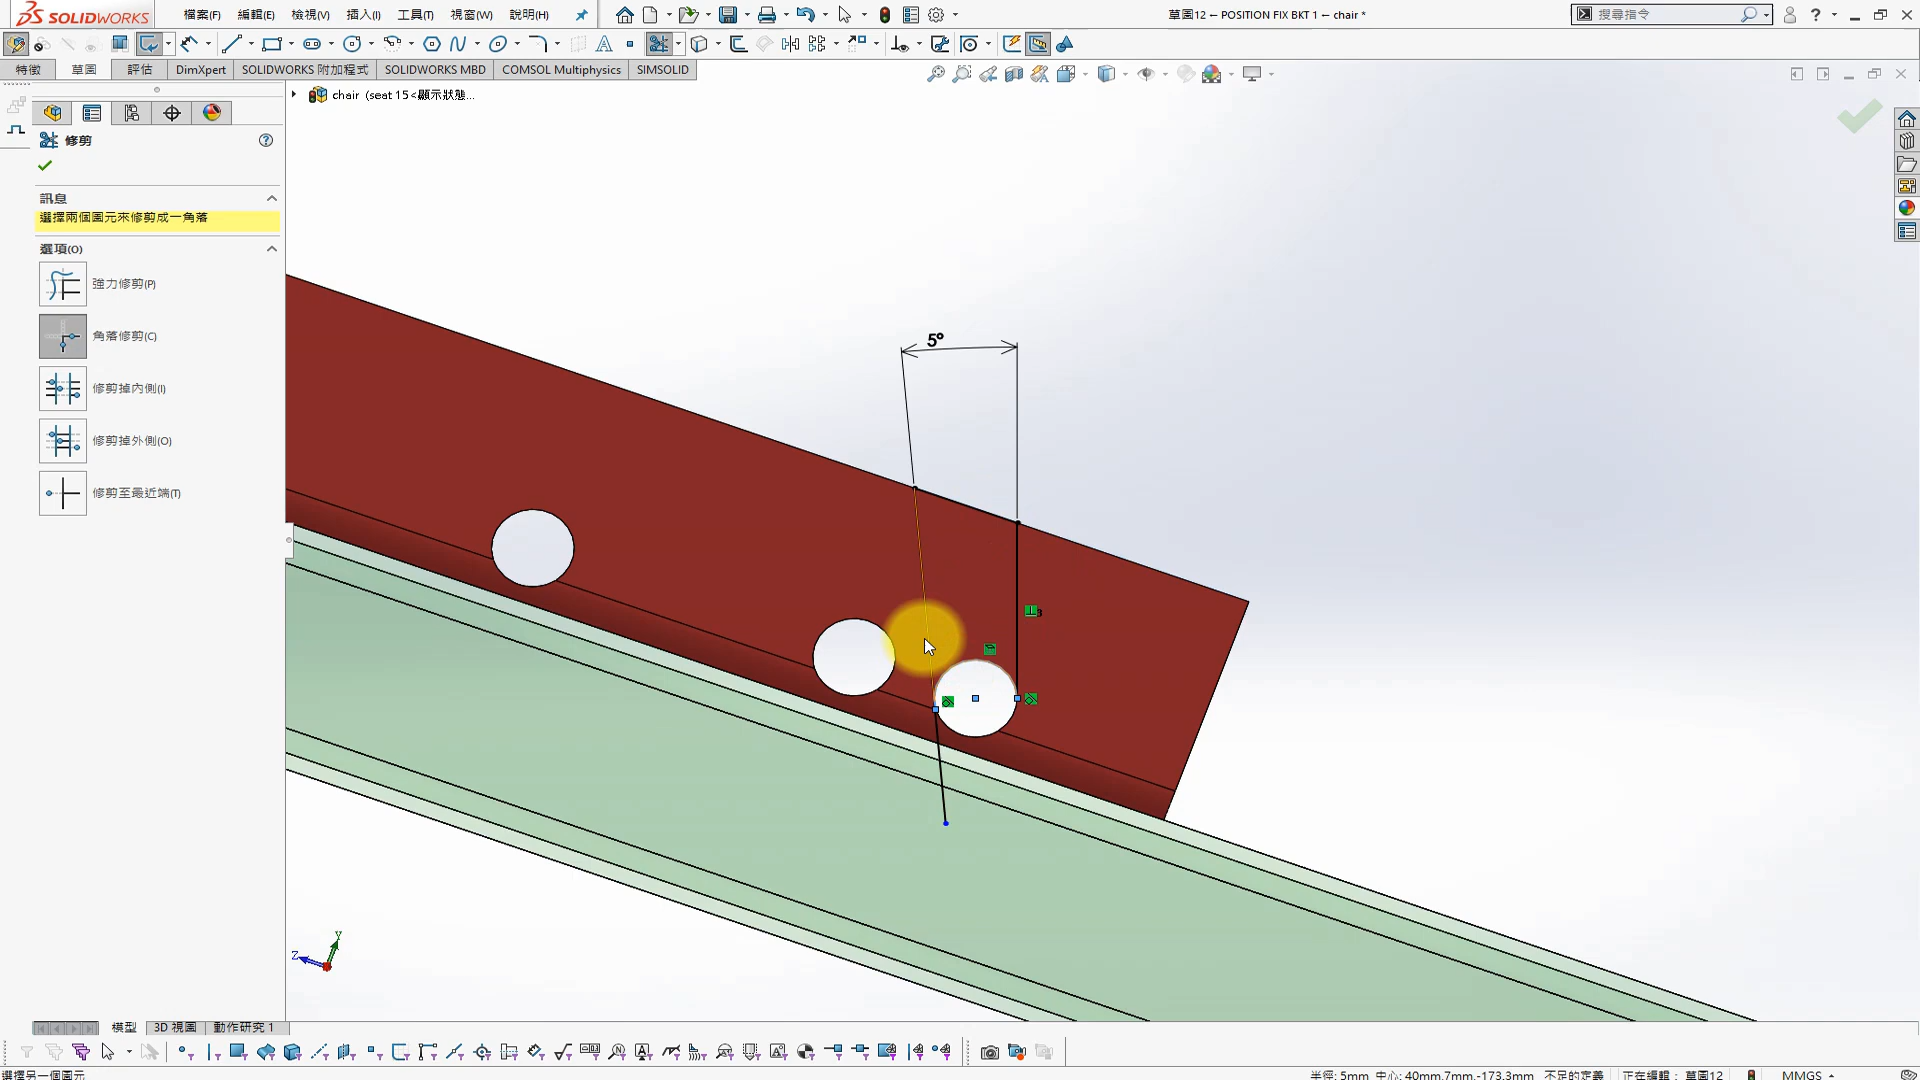 SOLIDWORKS
檔案(F) 編輯(E) 檢視(V) 插入(I) 工具(T) 視窗(W) 說明(H)
草圖12 ← POSITION FIX BKT 1 ← chair *
搜尋指令
特徵 草圖 評估 DimXpert SOLIDWORKS 附加程式 SOLIDWORKS MBD COMSOL Multiphysics SIMSOLID
chair (seat 15<顯示狀態...
修剪
訊息
選擇兩個圖元來修剪成一角落
選項(O)
強力修剪(P)
角落修剪(C)
修剪掉內側(I)
修剪掉外側(O)
修剪至最近端(T)
5°
Y
Z
模型 3D 視圖 動作研究 1
選擇另一個圖元
半徑: 5mm 中心: 40mm,7mm,-173.3mm 不足的定義 正在編輯: 草圖12 MMGS